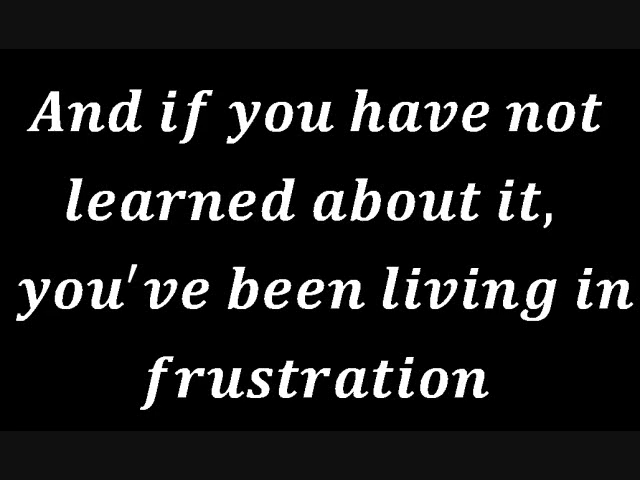 And if you have not
learned about it,
you've been living in
frustration